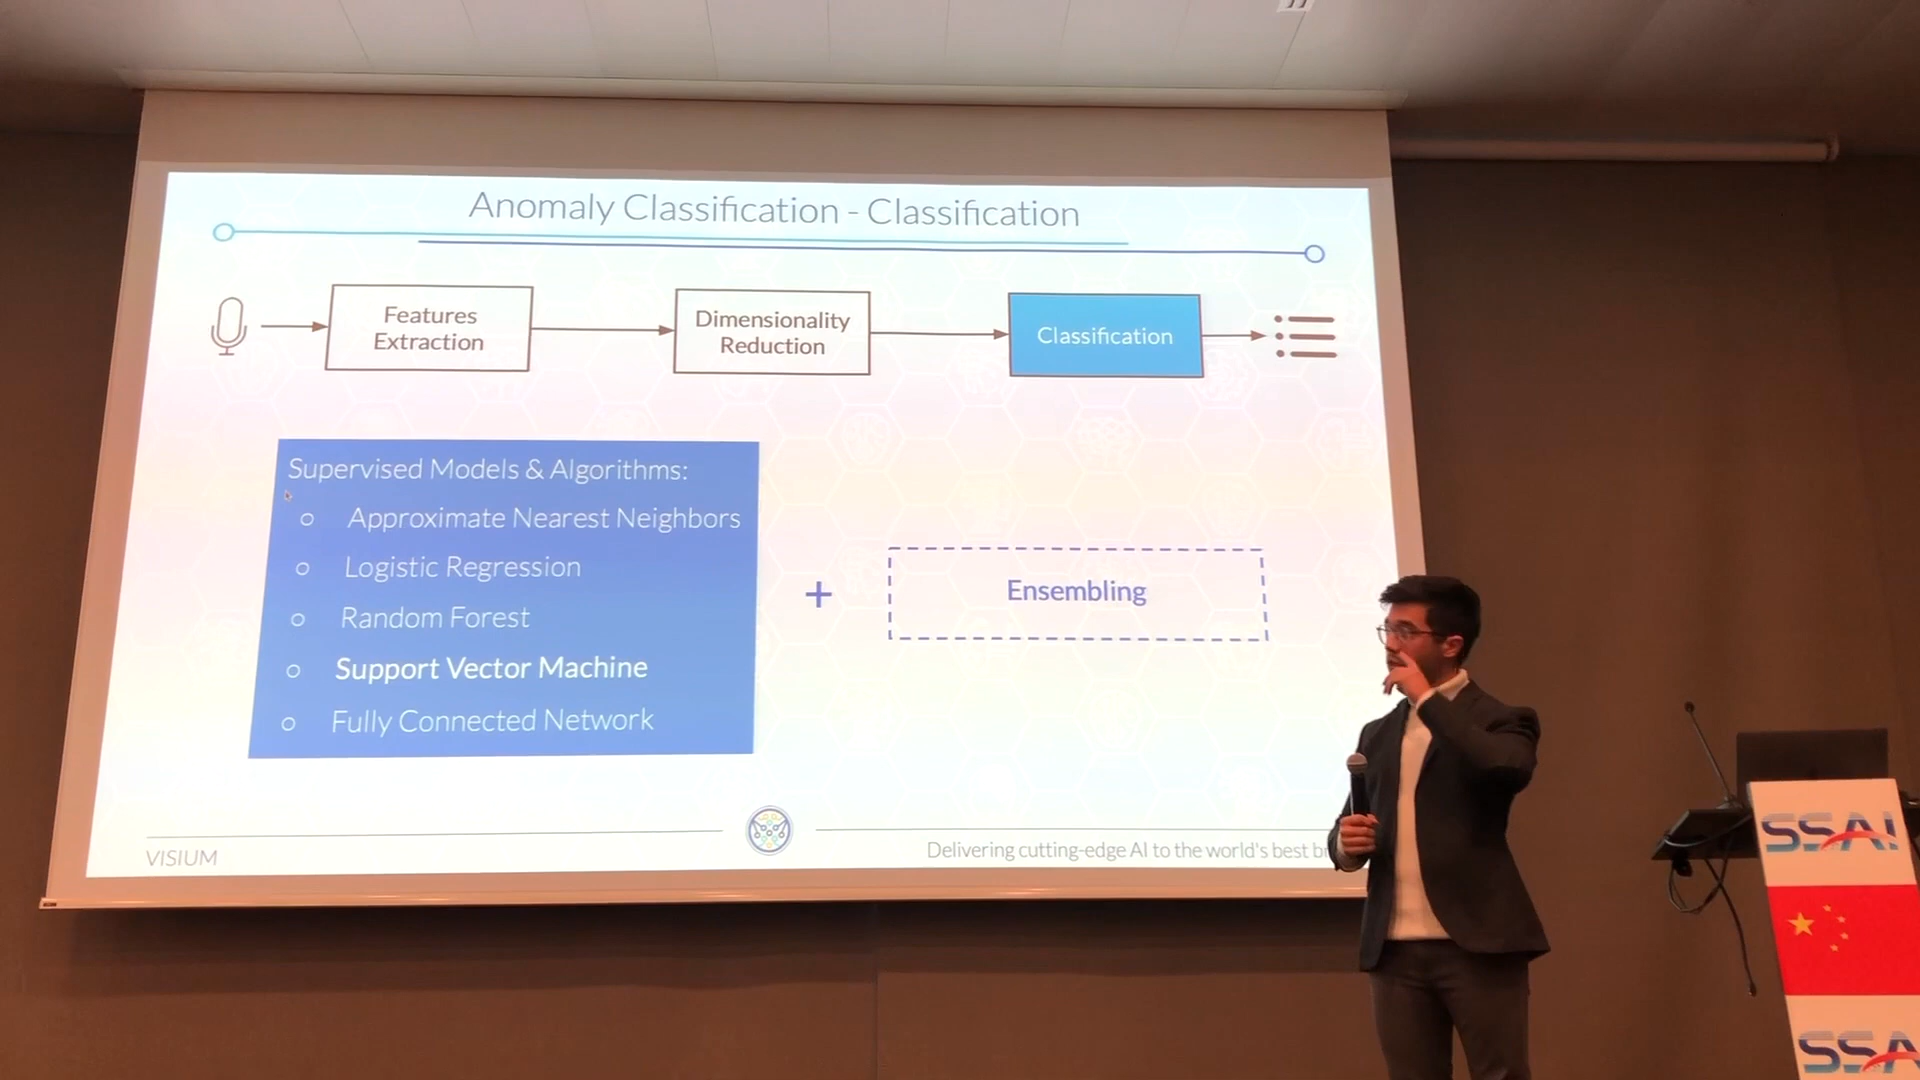 Anomaly Classification - Classification
Features
Extraction
Dimensionality
Reduction
Classification
Supervised Models & Algorithms:
Approximate Nearest Neighbors
Logistic Regression
Random Forest
Support Vector Machine
Fully Connected Network
+
Ensembling
VISIUM
Delivering cutting-edge AI to the world's best
SSAI
SSA